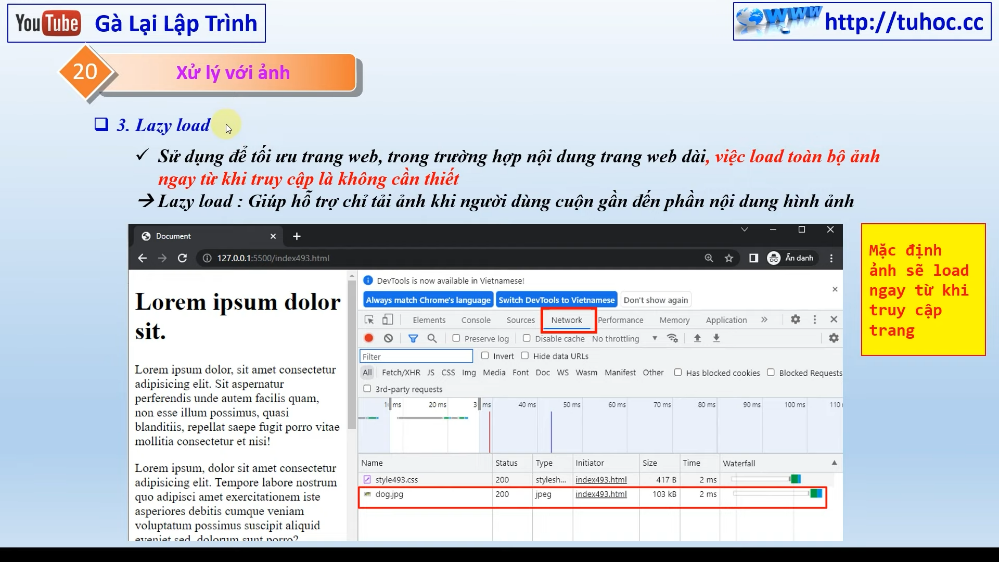 YouTube Gà Lại Lập Trình
WWW http://tuhoc.cc
20 Xử lý với ảnh
3. Lazy load
Sử dụng để tối ưu trang web, trong trường hợp nội dung trang web dài, việc load toàn bộ ảnh
ngay từ khi truy cập là không cần thiết
→ Lazy load : Giúp hỗ trợ chỉ tải ảnh khi người dùng cuộn gần đến phần nội dung hình ảnh
Document
127.0.0.1:5500/index493.html
Ẩn danh
Lorem ipsum dolor
sit.
Lorem ipsum dolor, sit amet consectetur
adipisicing elit. Sit aspernatur
perferendis unde autem facilis quam,
non esse illum possimus, quasi
blanditiis, repellat saepe fugit porro vitae
mollitia consectetur et nisi!
Lorem ipsum, dolor sit amet consectetur
adipisicing elit. Tempore labore nostrum
quo adipisci amet exercitationem iste
asperiores debitis cumque veniam
voluptatum possimus suscipit aliquid
eveniet sed, dolorum sunt porro?
DevTools is now available in Vietnamese!
Always match Chrome's language Switch DevTools to Vietnamese Don't show again
Elements Console Sources Network Performance Memory Application
Preserve log Disable cache No throttling
Filter Invert Hide data URLs
All Fetch/XHR JS CSS Img Media Font Doc WS Wasm Manifest Other Has blocked cookies Blocked Requests
3rd-party requests
20 ms 40 ms 50 ms 60 ms 70 ms 80 ms 90 ms 100 ms 110
Name Status Type Initiator Size Time Waterfall
style493.css 200 stylesh... index493.html 417 B 2 ms
dog.jpg 200 jpeg index493.html 103 kB 2 ms
Mặc định
ảnh sẽ load
ngay từ khi
truy cập
trang